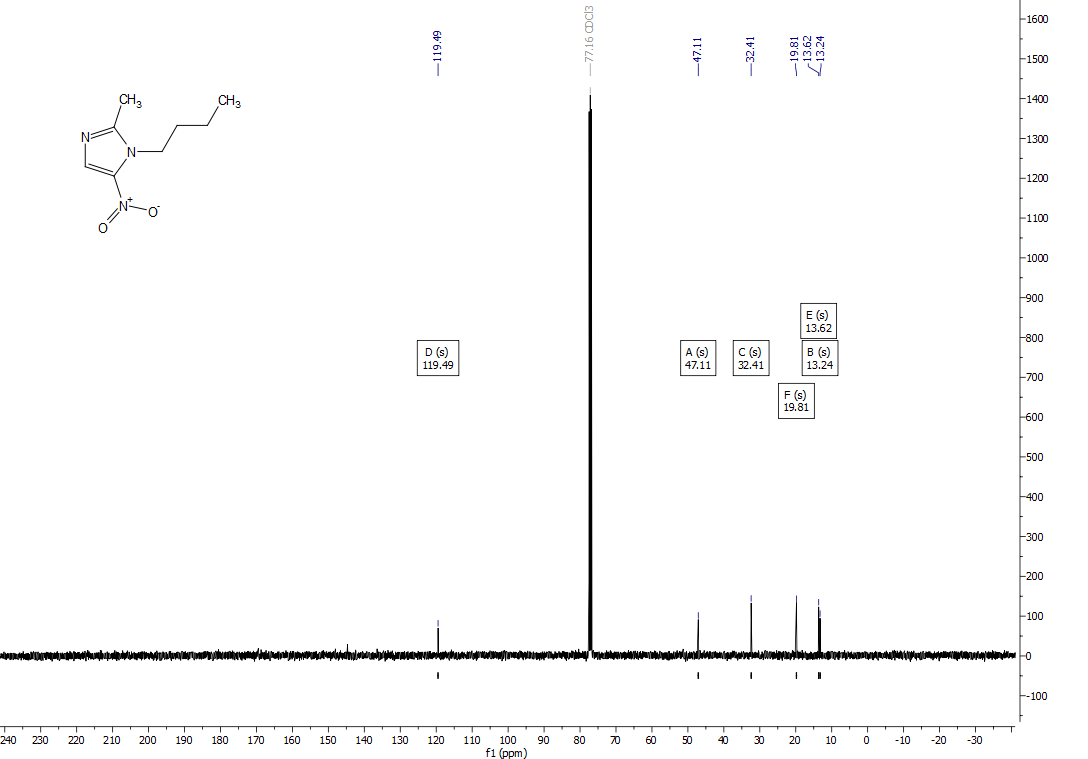 119.49
77.16 CDCl3
47.11
32.41
19.81
13.62
13.24
CH3
CH3
N
N
N+
O-
O
E (s)
13.62
D (s)
119.49
A (s)
47.11
C (s)
32.41
B (s)
13.24
F (s)
19.81
1600
1500
1400
1300
1200
1100
1000
900
800
700
600
500
400
300
200
100
0
-100
240 230 220 210 200 190 180 170 160 150 140 130 120 110 100 90 80 70 60 50 40 30 20 10 0 -10 -20 -30
f1 (ppm)